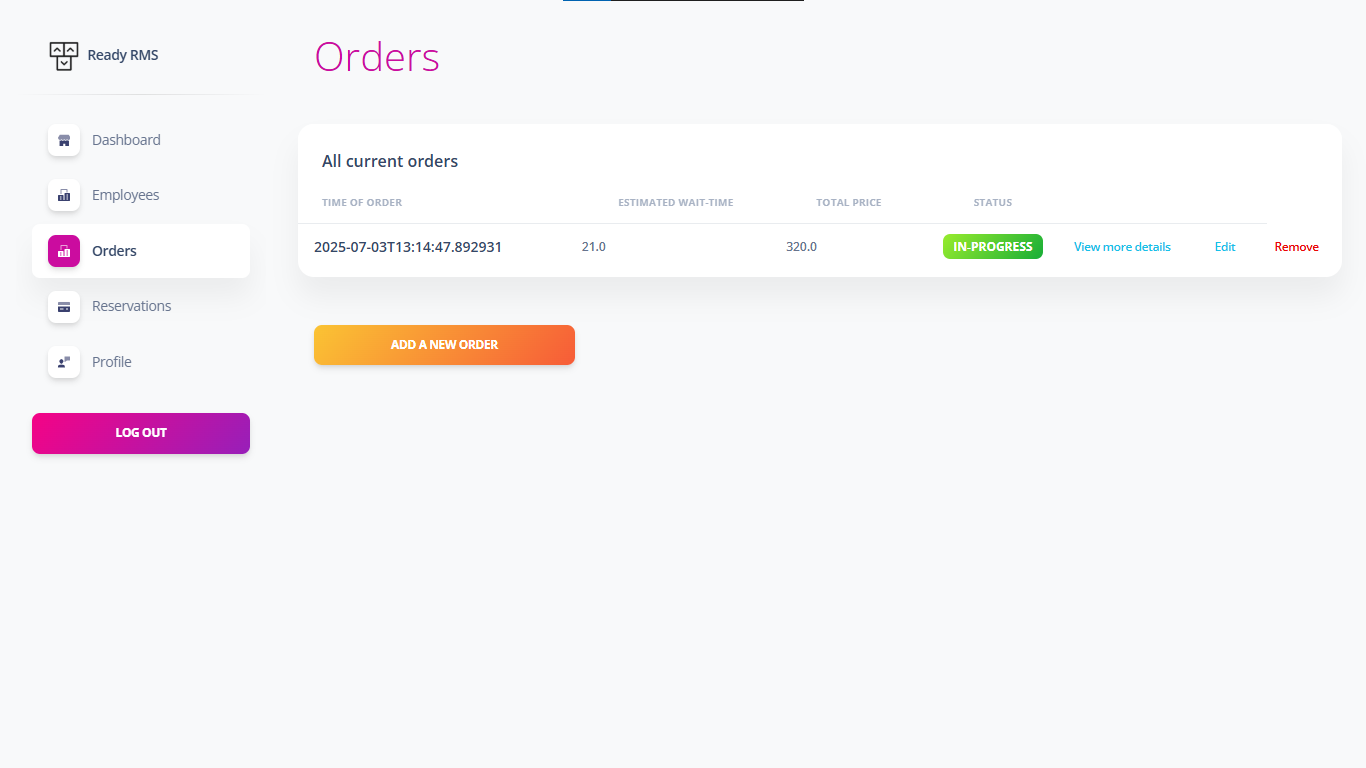 Ready RMS
Orders
Dashboard
Employees
Orders
Reservations
Profile
LOG OUT
All current orders
TIME OF ORDER ESTIMATED WAIT-TIME TOTAL PRICE STATUS
2025-07-03T13:14:47.892931 21.0 320.0 IN-PROGRESS View more details Edit Remove
ADD A NEW ORDER